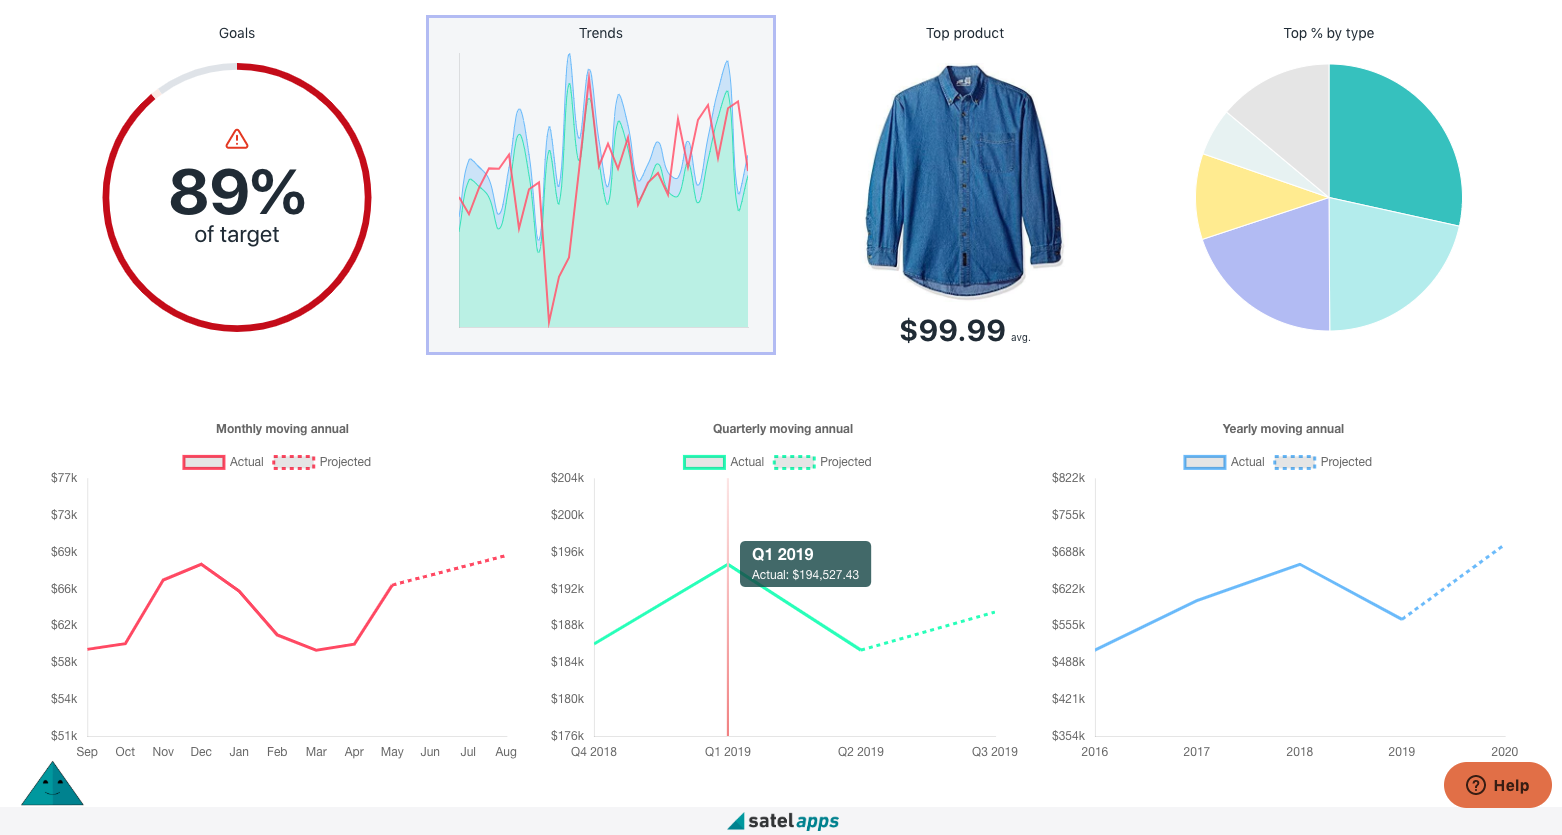 Goals
89%
of target
Trends
Top product
$99.99 avg.
Top % by type
Monthly moving annual
Actual Projected
$77k
$73k
$69k
$66k
$62k
$58k
$54k
$51k
Sep Oct Nov Dec Jan Feb Mar Apr May Jun Jul Aug
Quarterly moving annual
Actual Projected
$204k
$200k
$196k
$192k
$188k
$184k
$180k
$176k
Q1 2019
Actual: $194,527.43
Q4 2018 Q1 2019 Q2 2019 Q3 2019
Yearly moving annual
Actual Projected
$822k
$755k
$688k
$622k
$555k
$488k
$421k
$354k
2016 2017 2018 2019 2020
Help
satelapps